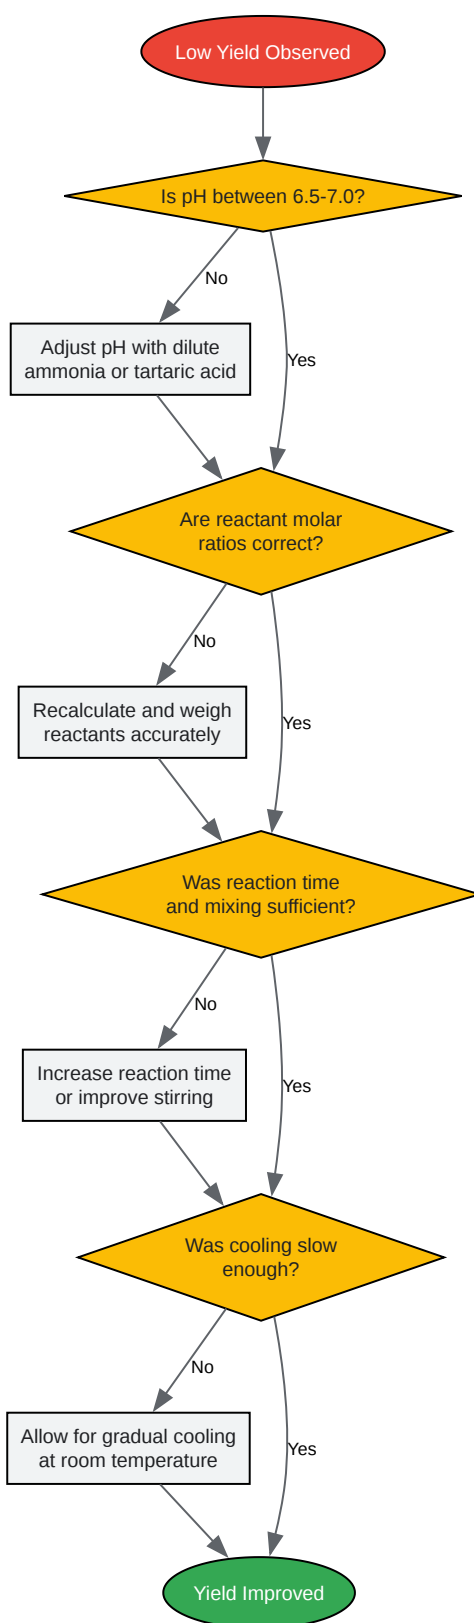 Low Yield Observed
Is pH between 6.5-7.0?
No
Adjust pH with dilute
ammonia or tartaric acid
Yes
Are reactant molar
ratios correct?
No
Recalculate and weigh
reactants accurately
Yes
Was reaction time
and mixing sufficient?
No
Increase reaction time
or improve stirring
Yes
Was cooling slow
enough?
No
Allow for gradual cooling
at room temperature
Yes
Yield Improved